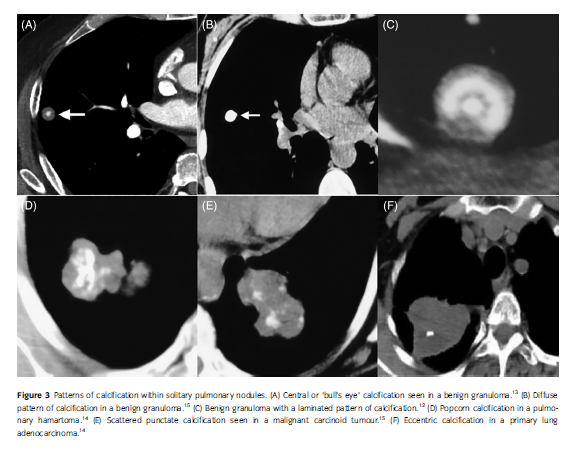 (A)
(B)
(C)
(D)
(E)
(F)
Figure 3 Patterns of calcification within solitary pulmonary nodules. (A) Central or 'bull's eye' calcification seen in a benign granuloma.13 (B) Diffuse
pattern of calcification in a benign granuloma.15 (C) Benign granuloma with a laminated pattern of calcification.12 (D) Popcorn calcification in a pulmo-
nary hamartoma.14 (E) Scattered punctate calcification seen in a malignant carcinoid tumour.15 (F) Eccentric calcification in a primary lung
adenocarcinoma.14